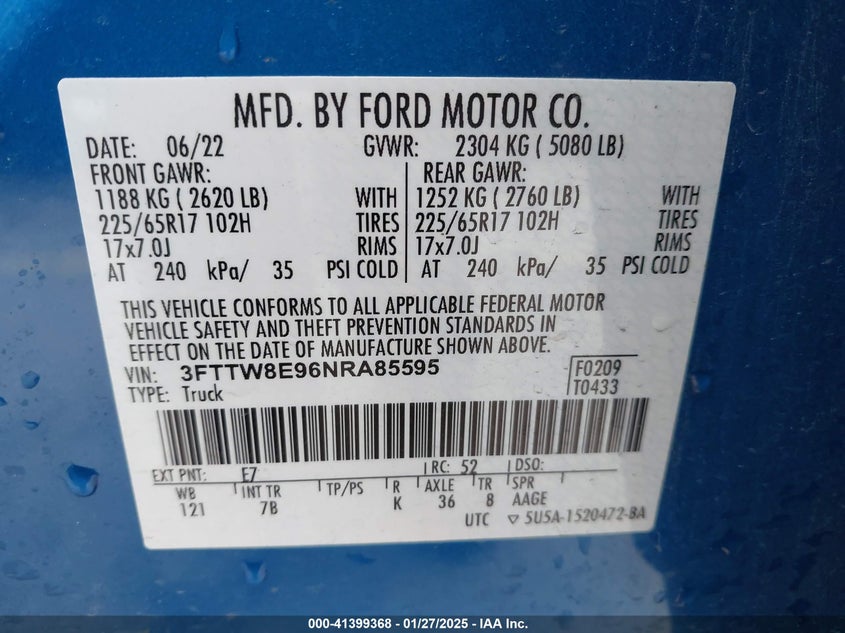 MFD. BY FORD MOTOR CO.
DATE: 06/22 GVWR: 2304 KG ( 5080 LB)
FRONT GAWR: REAR GAWR:
1188 KG ( 2620 LB) WITH 1252 KG ( 2760 LB) WITH
225/65R17 102H TIRES 225/65R17 102H TIRES
17x7.0J RIMS 17x7.0J RIMS
AT 240 kPa/ 35 PSI COLD AT 240 kPa/ 35 PSI COLD
THIS VEHICLE CONFORMS TO ALL APPLICABLE FEDERAL MOTOR
VEHICLE SAFETY AND THEFT PREVENTION STANDARDS IN
EFFECT ON THE DATE OF MANUFACTURE SHOWN ABOVE.
VIN: 3FTTW8E96NRA85595 F0209
TYPE: Truck T0433
EXT PNT: E7 RC: 52 DSO:
WB INT TR TP/PS R AXLE TR SPR
121 7B K 36 8 AAGE
UTC ▽ 5U5A-1520472-BA
000-41399368 - 01/27/2025 - IAA Inc.